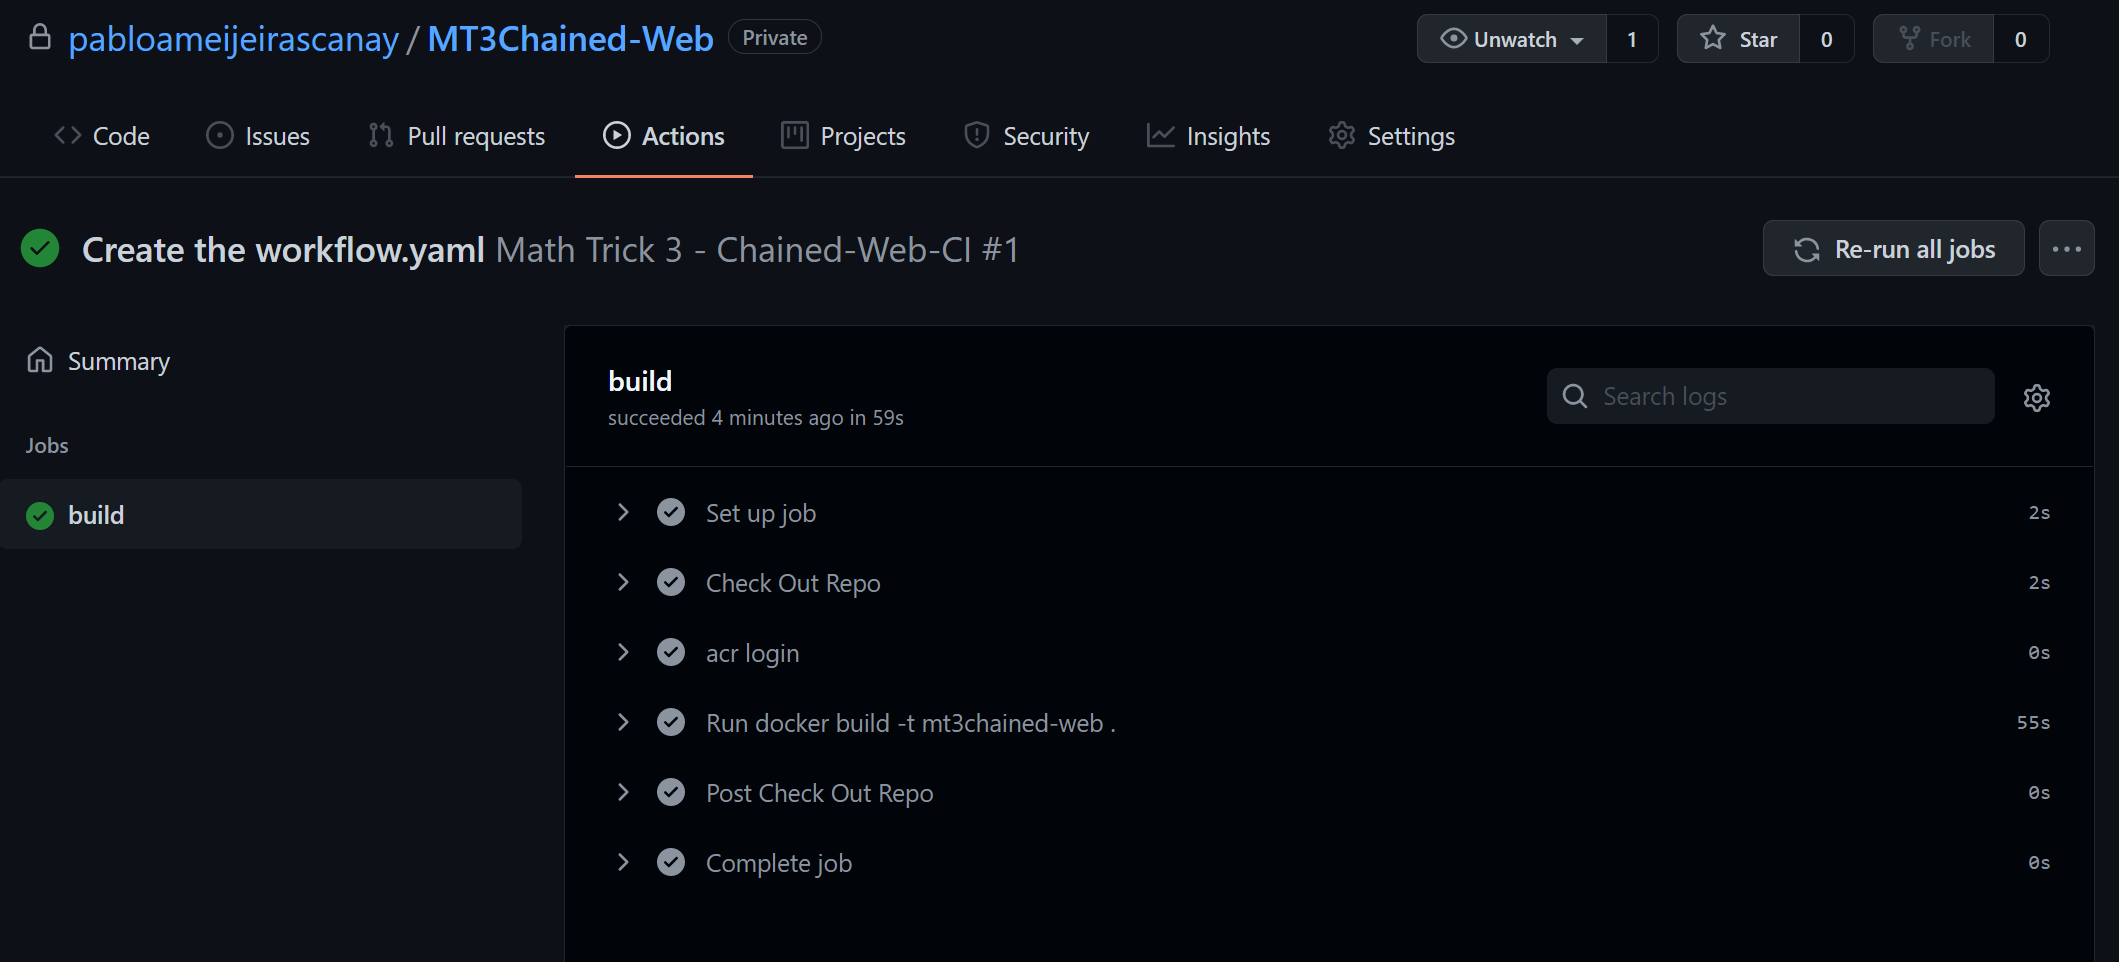 pabloameijeirascanay / MT3Chained-Web Private Unwatch 1 Star 0 Fork 0
Code Issues Pull requests Actions Projects Security Insights Settings
Create the workflow.yaml Math Trick 3 - Chained-Web-CI #1 Re-run all jobs ...
Summary
Jobs
build
build
succeeded 4 minutes ago in 59s
Search logs
Set up job 2s
Check Out Repo 2s
acr login 0s
Run docker build -t mt3chained-web . 55s
Post Check Out Repo 0s
Complete job 0s